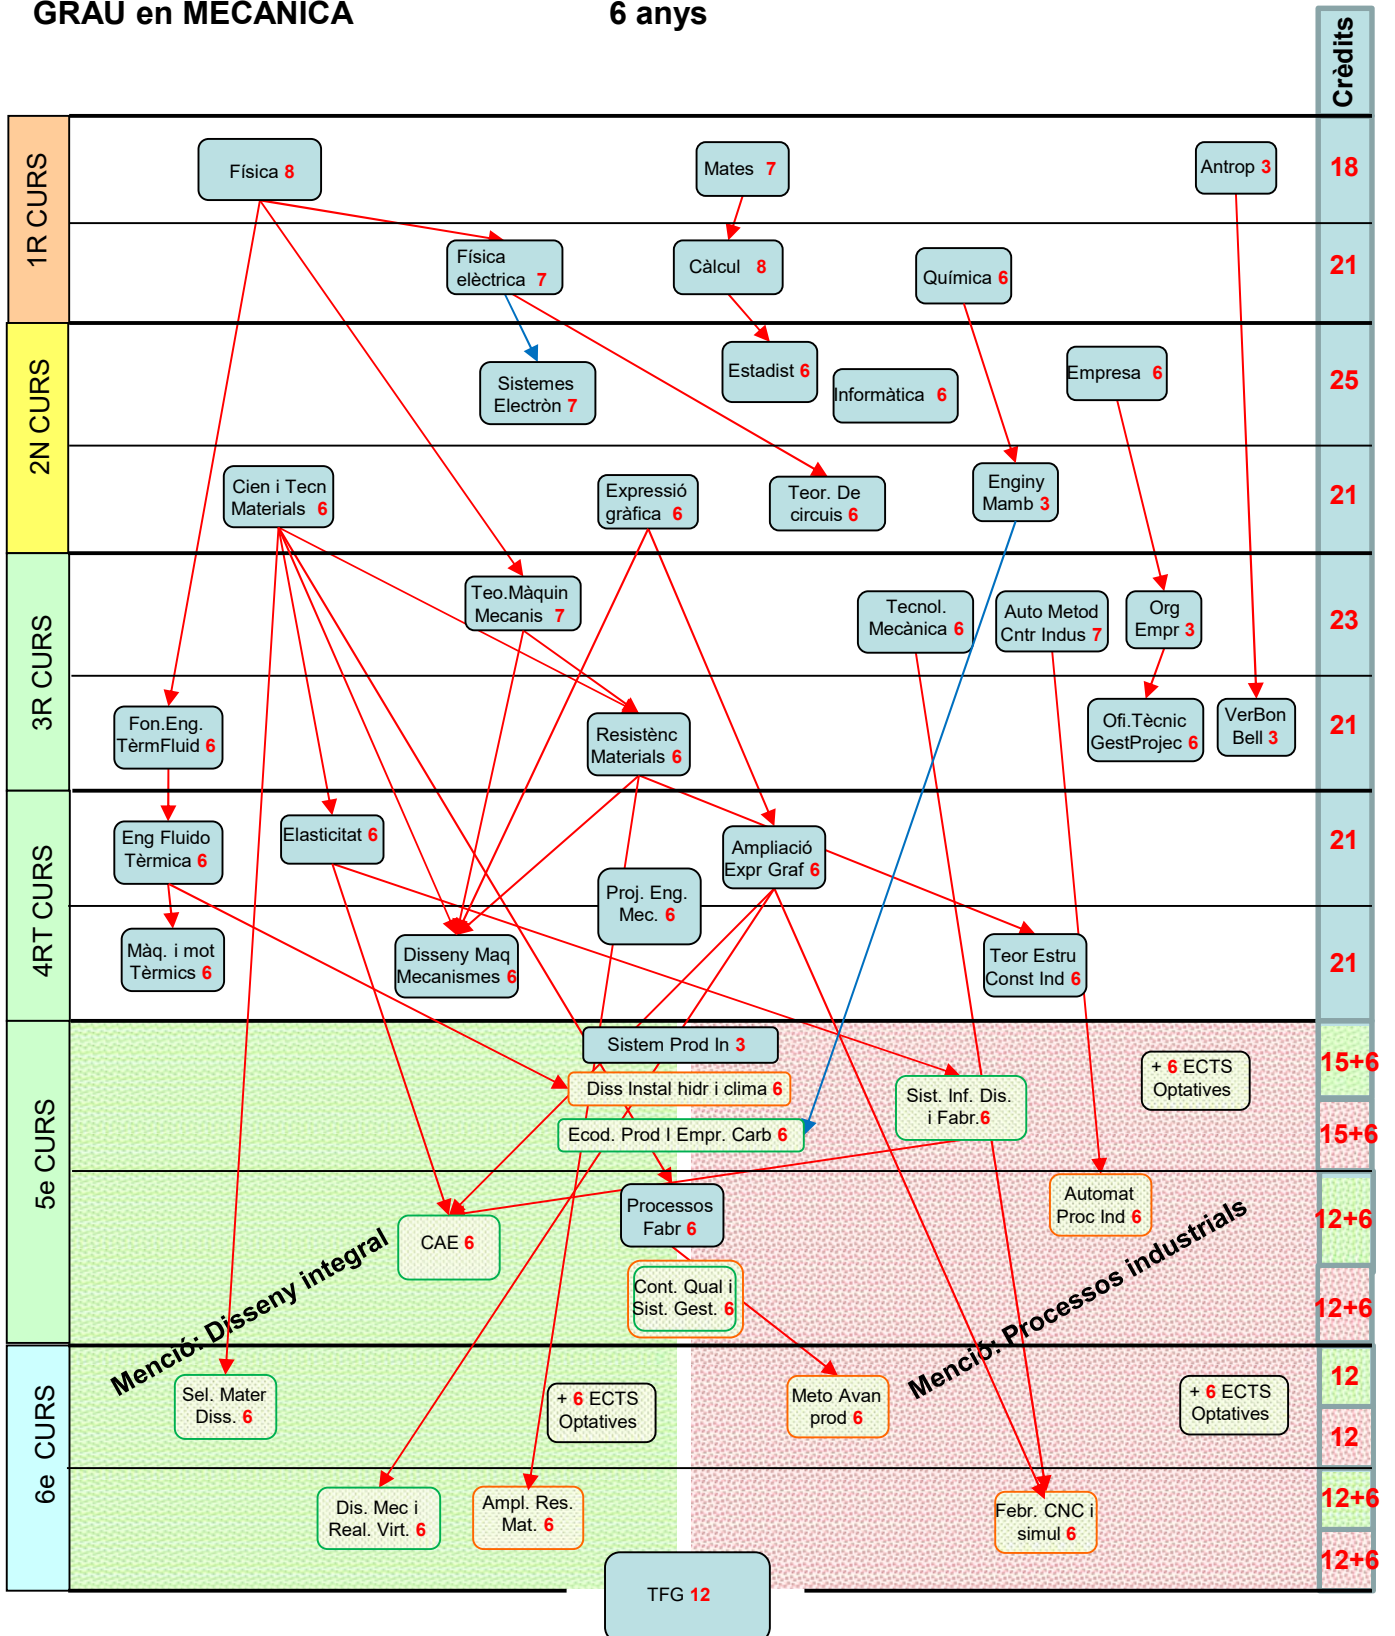 GRAU en MECÀNICA 6 anys
Crèdits
1R CURS
Física 8
Mates 7
Antrop 3
18
Física
elèctrica 7
Càlcul 8
Química 6
21
2N CURS
Sistemes
Electròn 7
Estadist 6
Informàtica 6
Empresa 6
25
Cien i Tecn
Materials 6
Expressió
gràfica 6
Teor. De
circuis 6
Enginy
Mamb 3
21
3R CURS
Teo.Màquin
Mecanis 7
Tecnol.
Mecànica 6
Auto Metod
Cntr Indus 7
Org
Empr 3
23
Fon.Eng.
TèrmFluid 6
Resistènc
Materials 6
Ofi.Tècnic
GestProjec 6
VerBon
Bell 3
21
4RT CURS
Eng Fluido
Tèrmica 6
Elasticitat 6
Ampliació
Expr Graf 6
21
Proj. Eng.
Mec. 6
Màq. i mot
Tèrmics 6
Disseny Maq
Mecanismes 6
Teor Estru
Const Ind 6
21
5e CURS
Sistem Prod In 3
Diss Instal hidr i clima 6
Ecod. Prod I Empr. Carb 6
Sist. Inf. Dis.
i Fabr.6
+ 6 ECTS
Optatives
15+6
15+6
CAE 6
Processos
Fabr 6
Automat
Proc Ind 6
Cont. Qual i
Sist. Gest. 6
12+6
12+6
Menció: Disseny integral
Menció: Processos industrials
6e CURS
Sel. Mater
Diss. 6
+ 6 ECTS
Optatives
Meto Avan
prod 6
+ 6 ECTS
Optatives
12
12
Dis. Mec i
Real. Virt. 6
Ampl. Res.
Mat. 6
Febr. CNC i
simul 6
12+6
12+6
TFG 12